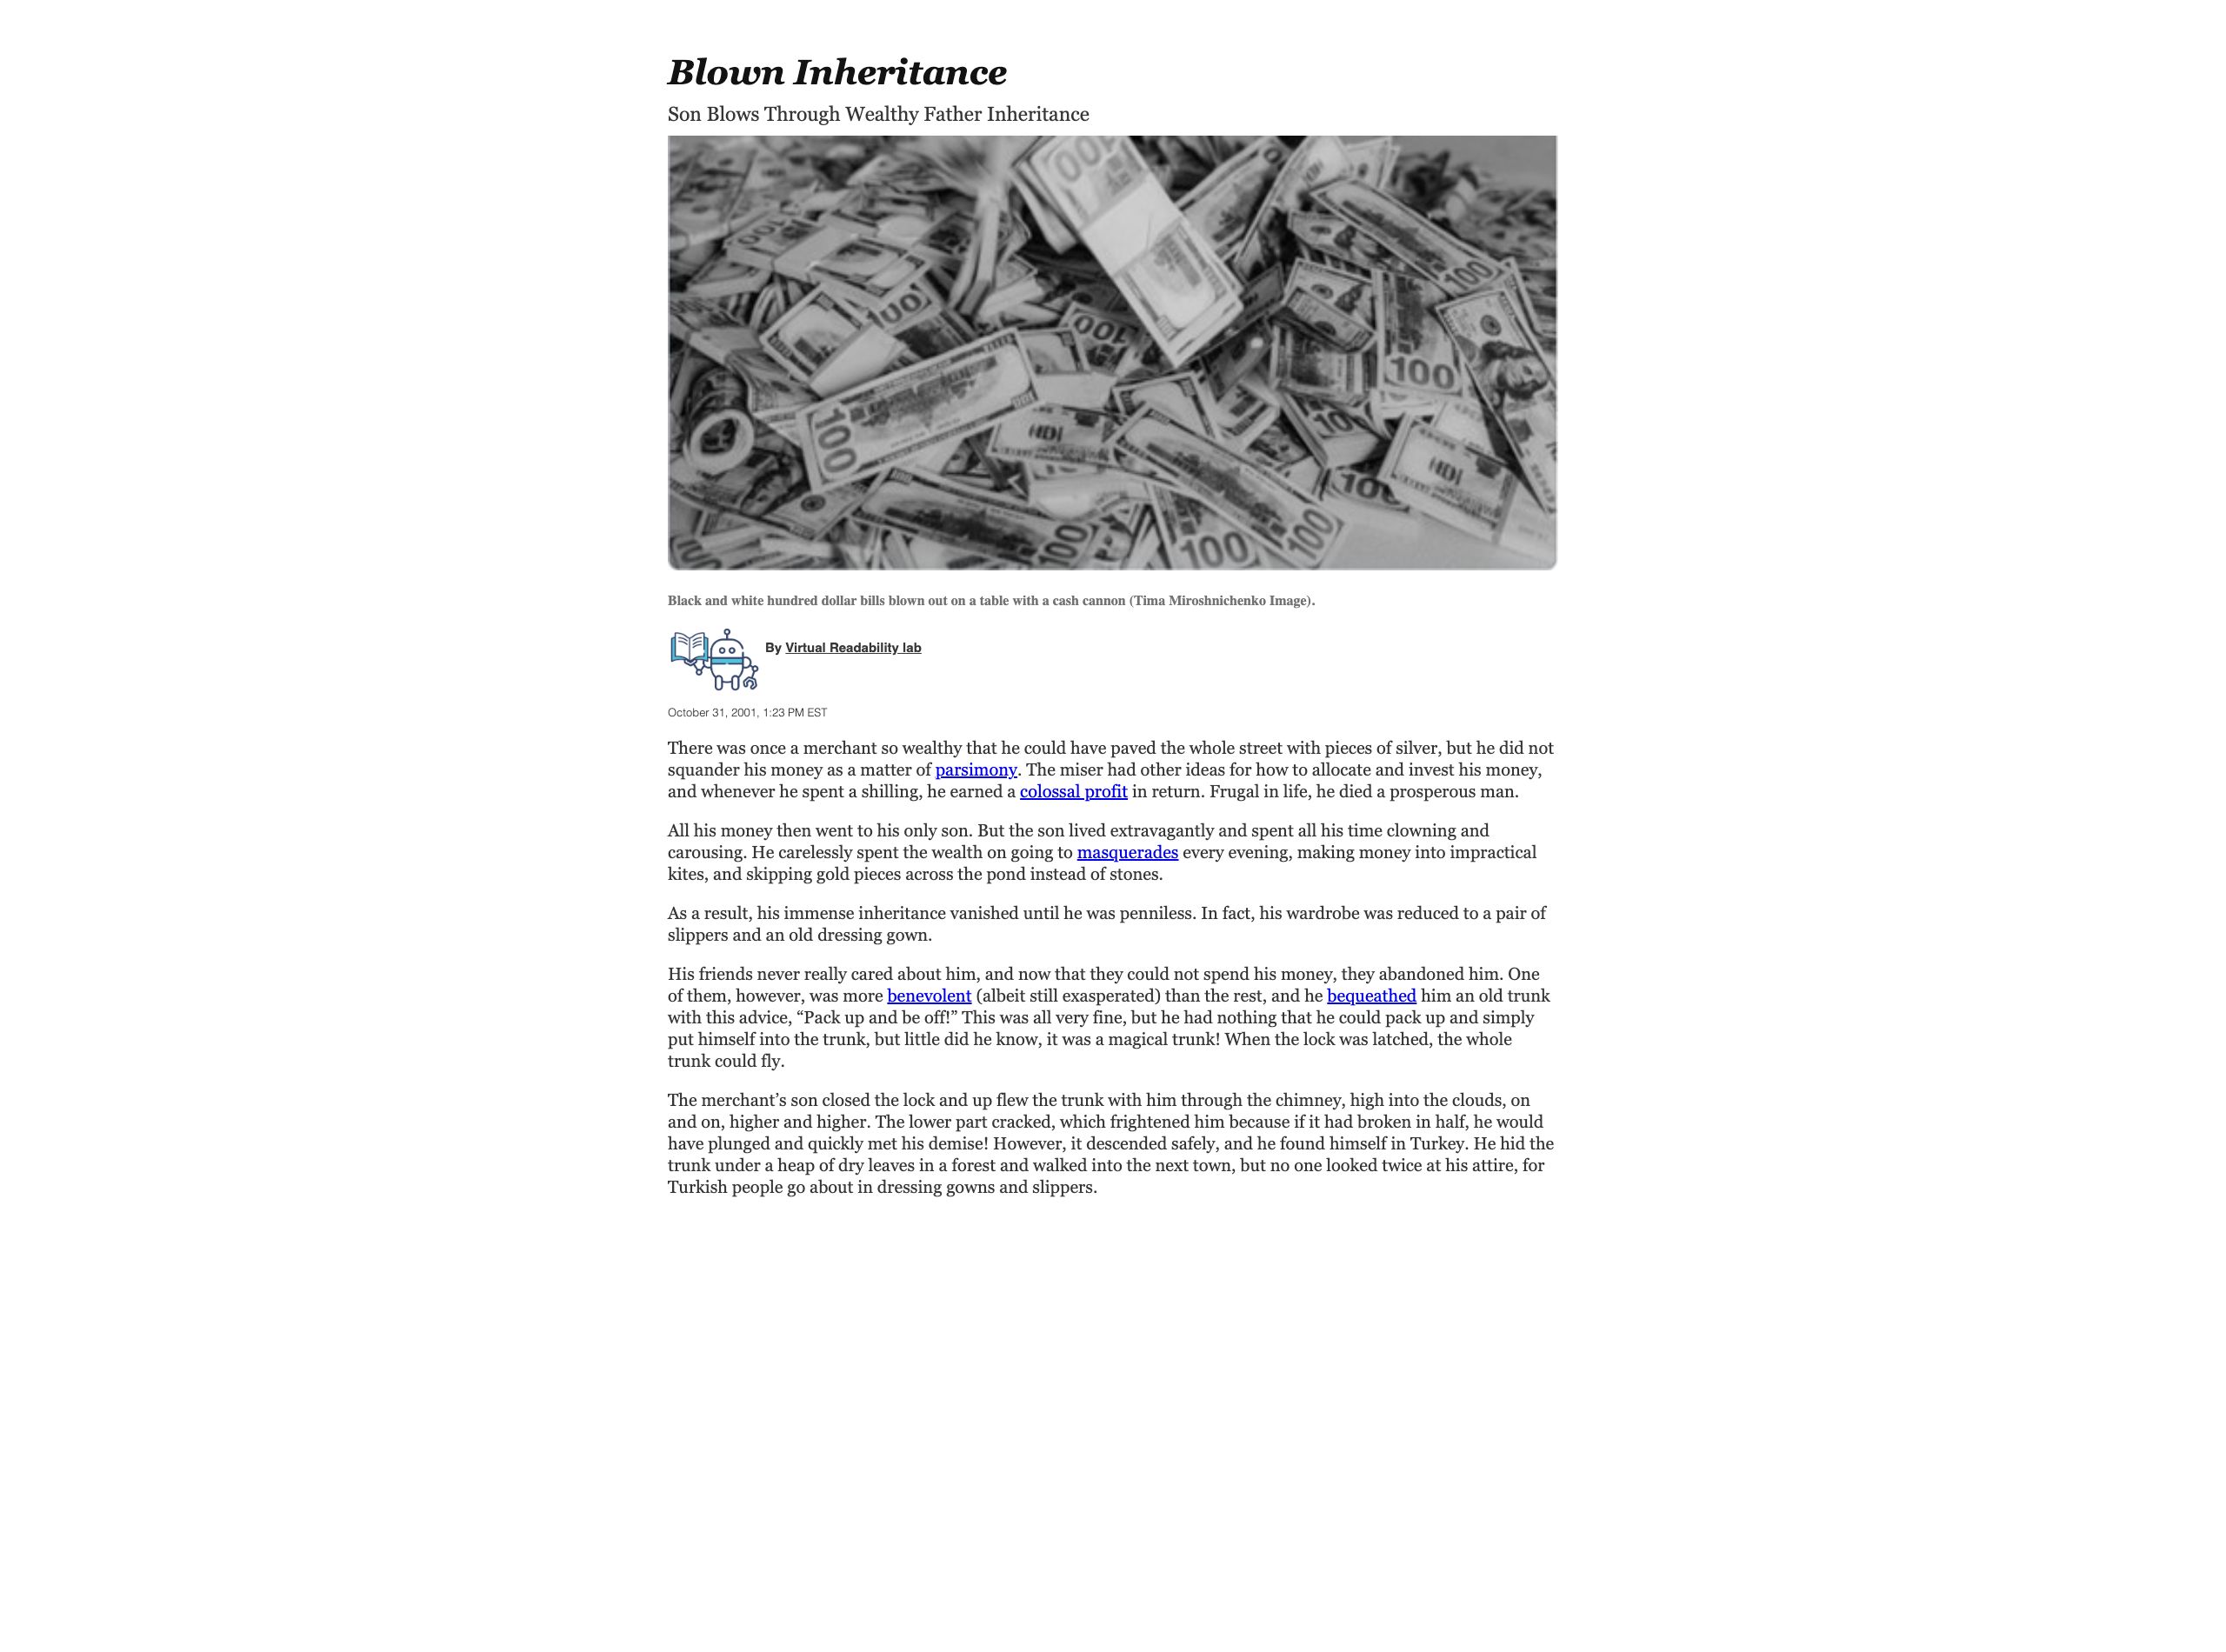 Blown Inheritance
Son Blows Through Wealthy Father Inheritance
100
100
100
100
100
100
100
100
100
100
100
Black and white hundred dollar bills blown out on a table with a cash cannon (Tima Miroshnichenko Image).
By Virtual Readability lab
October 31, 2001, 1:23 PM EST
There was once a merchant so wealthy that he could have paved the whole street with pieces of silver, but he did not
squander his money as a matter of parsimony. The miser had other ideas for how to allocate and invest his money,
and whenever he spent a shilling, he earned a colossal profit in return. Frugal in life, he died a prosperous man.
All his money then went to his only son. But the son lived extravagantly and spent all his time clowning and
carousing. He carelessly spent the wealth on going to masquerades every evening, making money into impractical
kites, and skipping gold pieces across the pond instead of stones.
As a result, his immense inheritance vanished until he was penniless. In fact, his wardrobe was reduced to a pair of
slippers and an old dressing gown.
His friends never really cared about him, and now that they could not spend his money, they abandoned him. One
of them, however, was more benevolent (albeit still exasperated) than the rest, and he bequeathed him an old trunk
with this advice, “Pack up and be off!” This was all very fine, but he had nothing that he could pack up and simply
put himself into the trunk, but little did he know, it was a magical trunk! When the lock was latched, the whole
trunk could fly.
The merchant’s son closed the lock and up flew the trunk with him through the chimney, high into the clouds, on
and on, higher and higher. The lower part cracked, which frightened him because if it had broken in half, he would
have plunged and quickly met his demise! However, it descended safely, and he found himself in Turkey. He hid the
trunk under a heap of dry leaves in a forest and walked into the next town, but no one looked twice at his attire, for
Turkish people go about in dressing gowns and slippers.